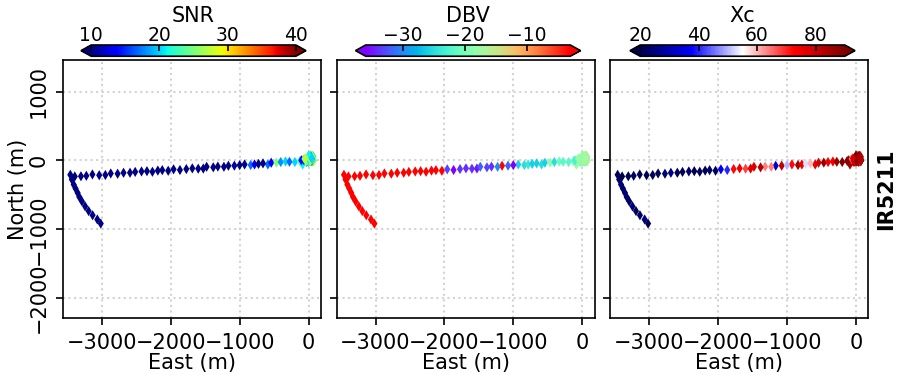 SNR
DBV
Xc
10 20 30 40
−30 −20 −10
20 40 60 80
North (m)
1000
0
−1000
−2000
−3000 −2000 −1000 0
−3000 −2000 −1000 0
−3000 −2000 −1000 0
East (m)
East (m)
East (m)
IR5211